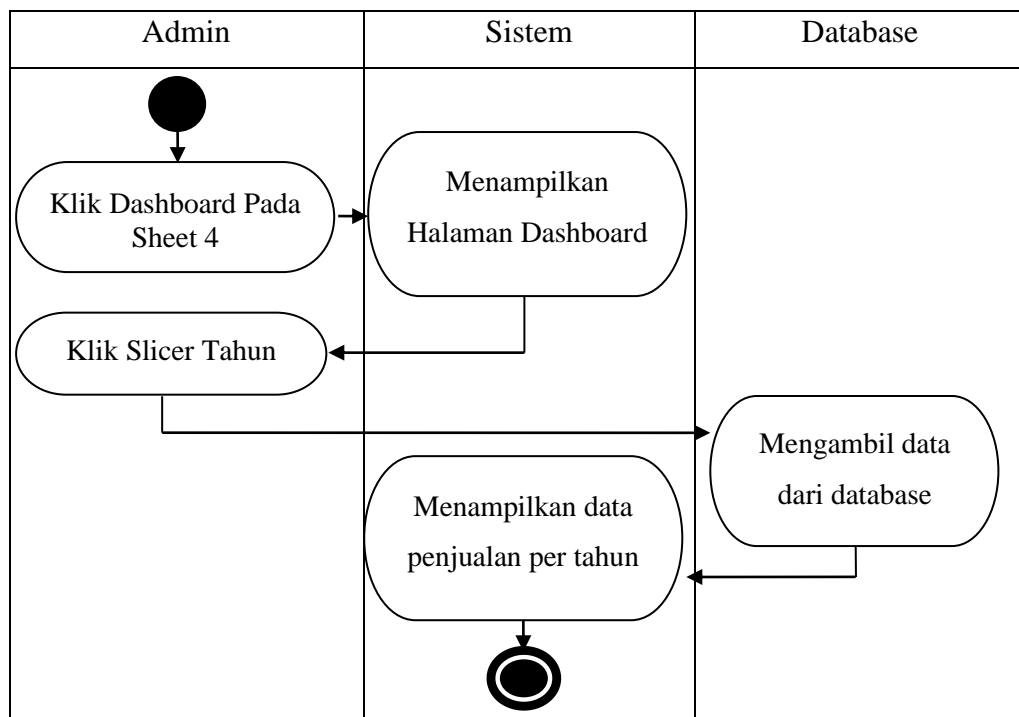 Admin
Sistem
Database
Klik Dashboard Pada
Sheet 4
Menampilkan
Halaman Dashboard
Klik Slicer Tahun
Mengambil data
dari database
Menampilkan data
penjualan per tahun